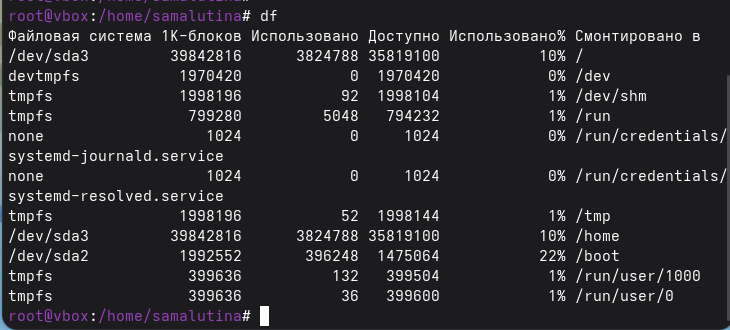 root@vbox:/home/samalutina# df
Файловая система 1K-блоков Использовано Доступно Использовано% Смонтировано в
/dev/sda3         39842816      3824788 35819100           10% /
devtmpfs           1970420            0  1970420            0% /dev
tmpfs              1998196           92  1998104            1% /dev/shm
tmpfs               799280         5048   794232            1% /run
none                  1024            0     1024            0% /run/credentials/
systemd-journald.service
none                  1024            0     1024            0% /run/credentials/
systemd-resolved.service
tmpfs              1998196           52  1998144            1% /tmp
/dev/sda3         39842816      3824788 35819100           10% /home
/dev/sda2          1992552       396248  1475064           22% /boot
tmpfs               399636          132   399504            1% /run/user/1000
tmpfs               399636           36   399600            1% /run/user/0
root@vbox:/home/samalutina#